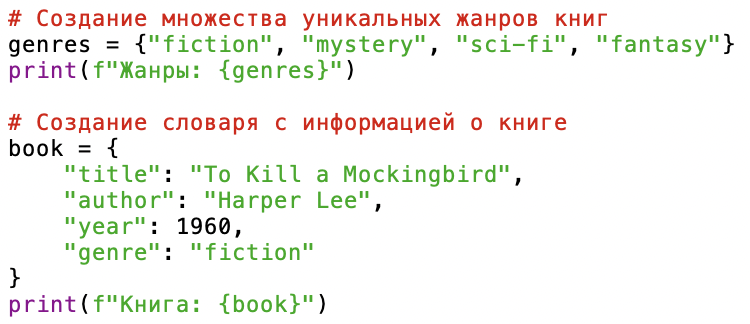 # Создание множества уникальных жанров книг
genres = {"fiction", "mystery", "sci-fi", "fantasy"}
print(f"Жанры: {genres}")

# Создание словаря с информацией о книге
book = {
    "title": "To Kill a Mockingbird",
    "author": "Harper Lee",
    "year": 1960,
    "genre": "fiction"
}
print(f"Книга: {book}")